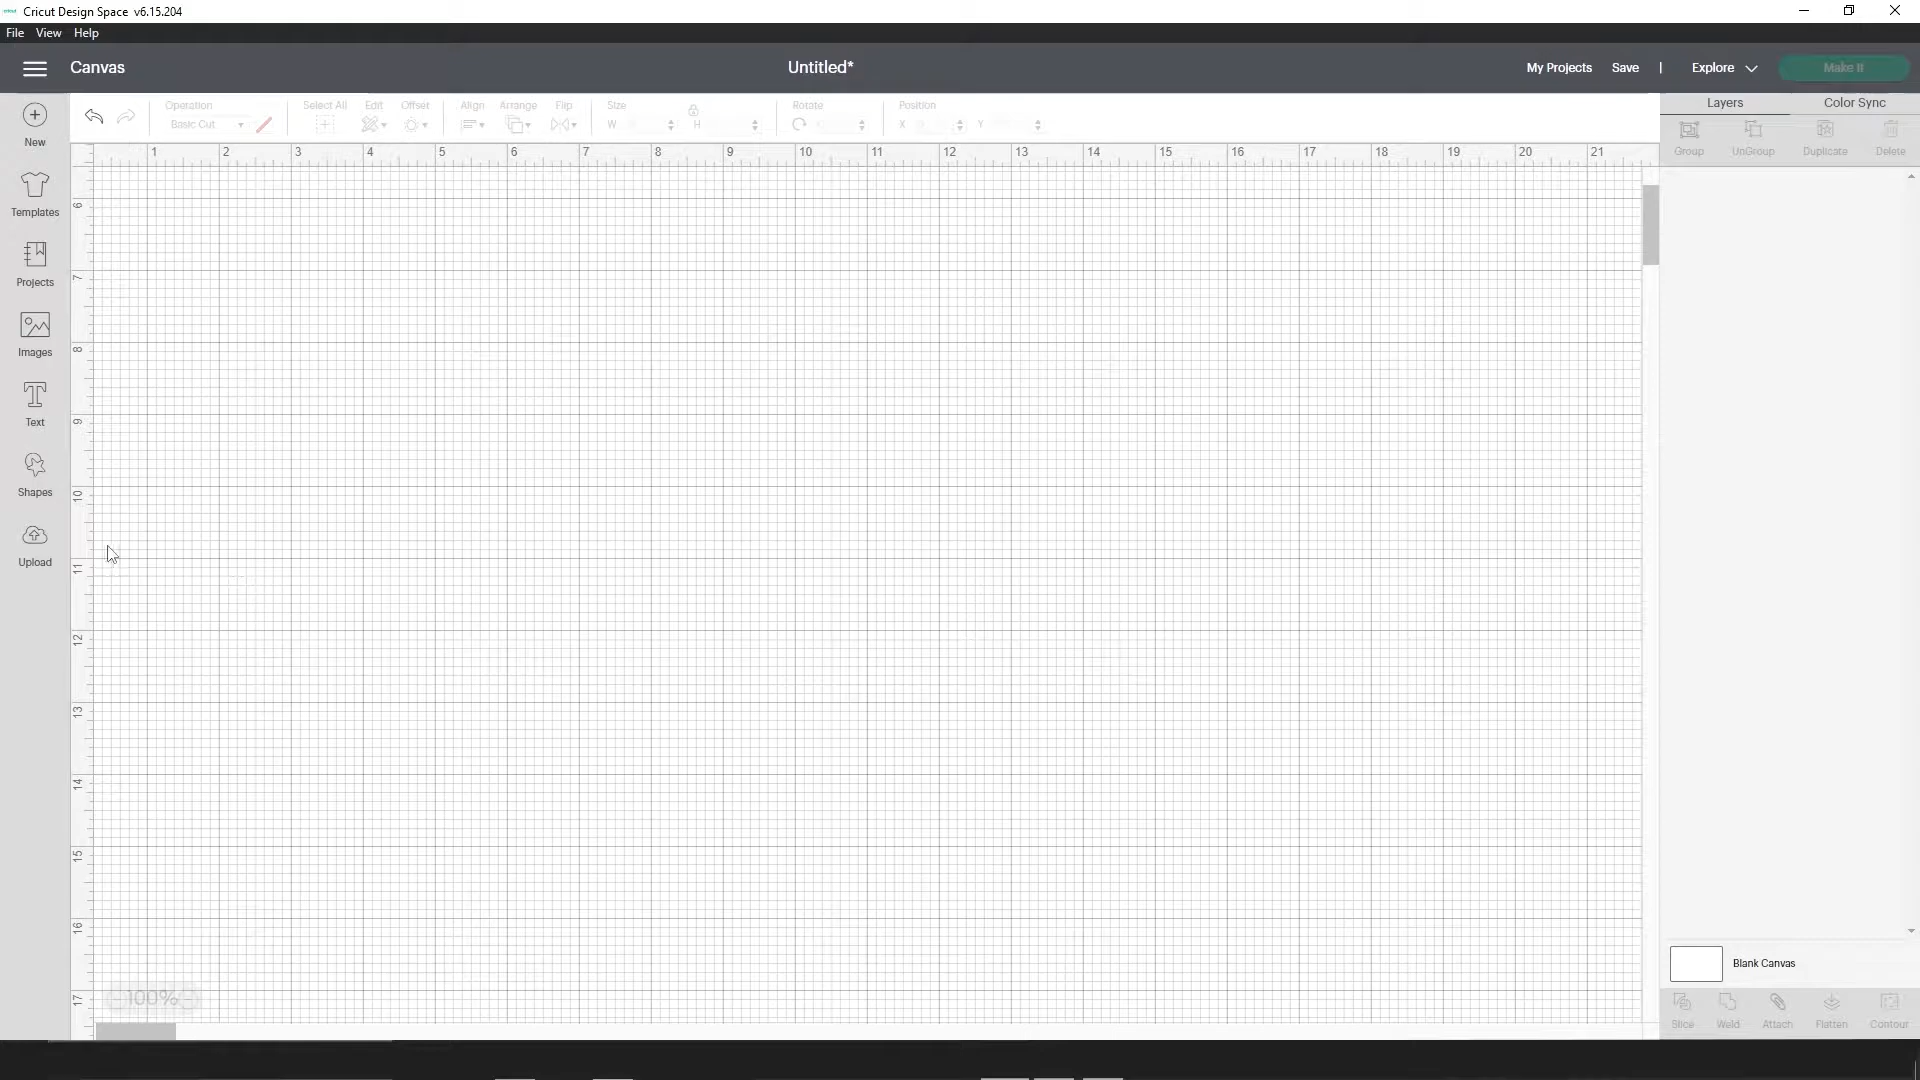 cricut Cricut Design Space v6.15.204
File View Help
Canvas
Untitled*
My Projects Save | Explore Make It
New
Templates
Projects
Images
Text
Shapes
Upload
Operation
Basic Cut
Select All Edit Offset
Align Arrange Flip
Size
W H
Rotate
Position
X 0 Y
Layers Color Sync
Group UnGroup Duplicate Delete
1 2 3 4 5 6 7 8 9 10 11 12 13 14 15 16 17 18 19 20 21
6
7
8
9
10
11
12
13
14
15
16
17
100%
Blank Canvas
Slice Weld Attach Flatten Contour